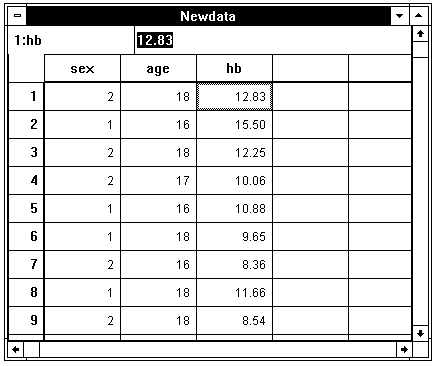 Newdata
1:hb 12.83
sex age hb
1 2 18 12.83
2 1 16 15.50
3 2 18 12.25
4 2 17 10.06
5 1 16 10.88
6 1 18 9.65
7 2 16 8.36
8 1 18 11.66
9 2 18 8.54